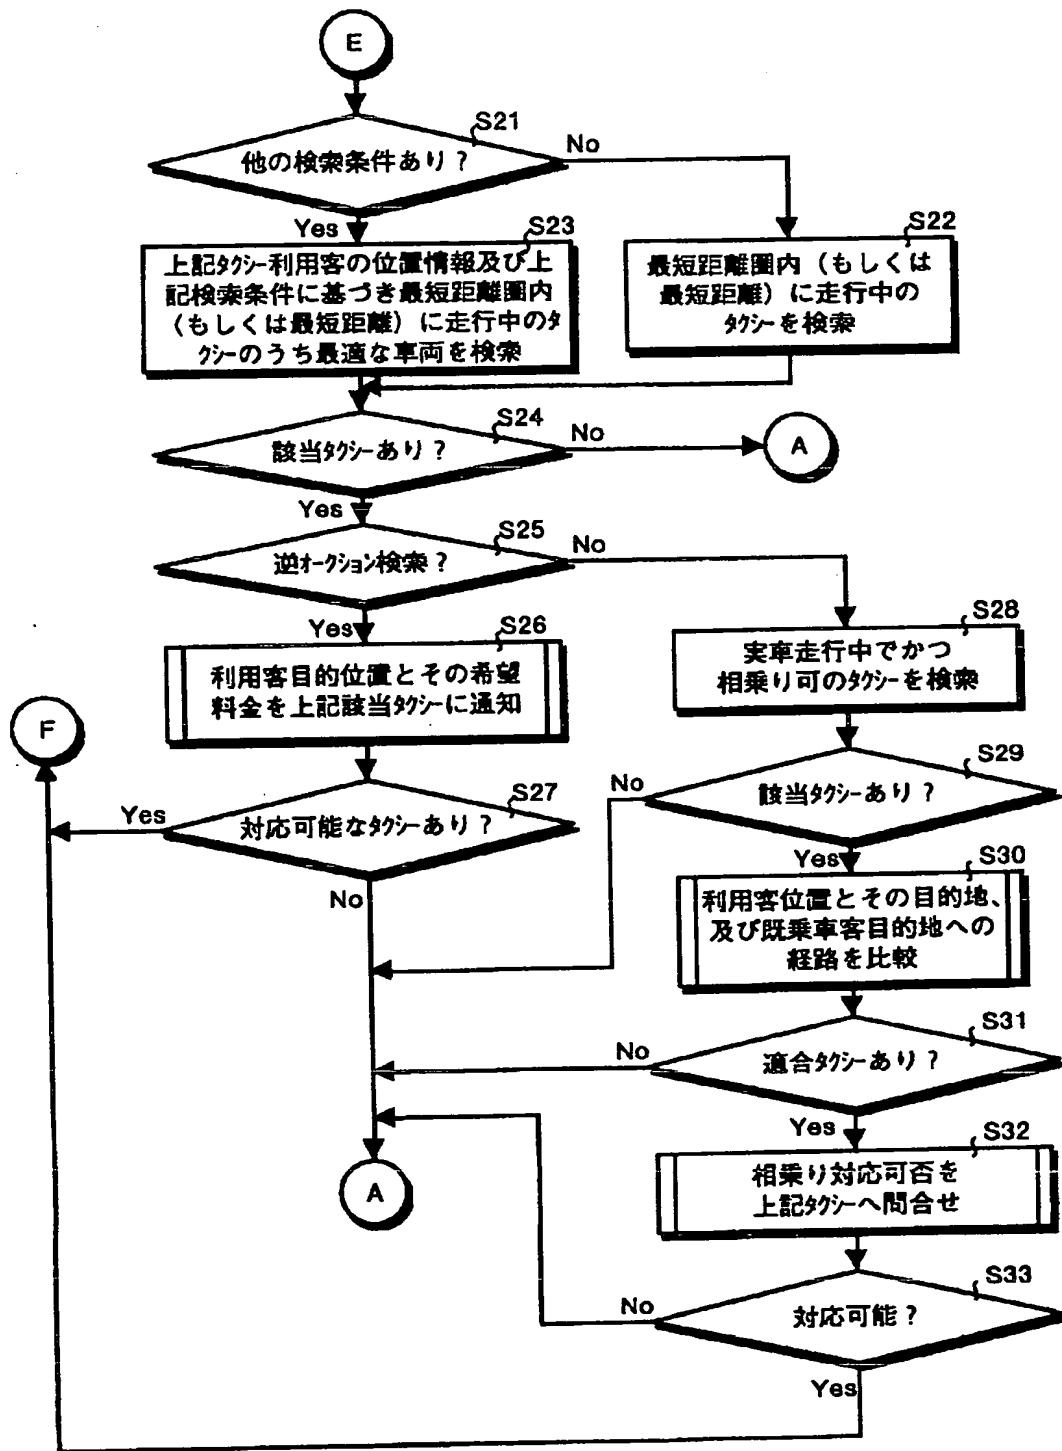 E
S21
他の検索条件あり？
No
Yes
S23
上記タクシー利用客の位置情報及び上
記検索条件に基づき最短距離圏内
（もしくは最短距離）に走行中のタ
クシーのうち最適な車両を検索
S22
最短距離圏内（もしくは
最短距離）に走行中の
タクシーを検索
S24
該当タクシーあり？
No
A
Yes
S25
逆オークション検索？
No
Yes
S26
利用客目的位置とその希望
料金を上記該当タクシーに通知
S28
実車走行中でかつ
相乗り可のタクシーを検索
F
S27
対応可能なタクシーあり？
Yes
No
S29
該当タクシーあり？
No
Yes
S30
利用客位置とその目的地、
及び既乗車客目的地への
経路を比較
S31
適合タクシーあり？
No
Yes
A
S32
相乗り対応可否を
上記タクシーへ問合せ
S33
対応可能？
No
Yes